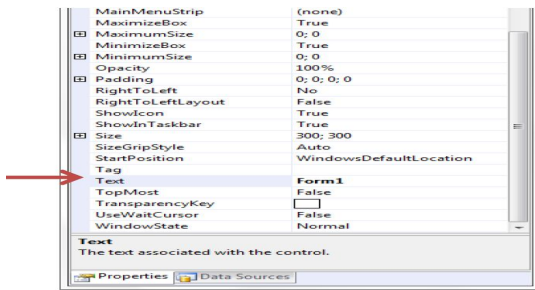 MainMenuStrip (none)
MaximizeBox True
MaximumSize 0; 0
MinimizeBox True
MinimumSize 0; 0
Opacity 100%
Padding 0; 0; 0; 0
RightToLeft No
RightToLeftLayout False
ShowIcon True
ShowInTaskbar True
Size 300; 300
SizeGripStyle Auto
StartPosition WindowsDefaultLocation
Tag
Text Form1
TopMost False
TransparencyKey
UseWaitCursor False
WindowState Normal
Text
The text associated with the control.
Properties Data Sources